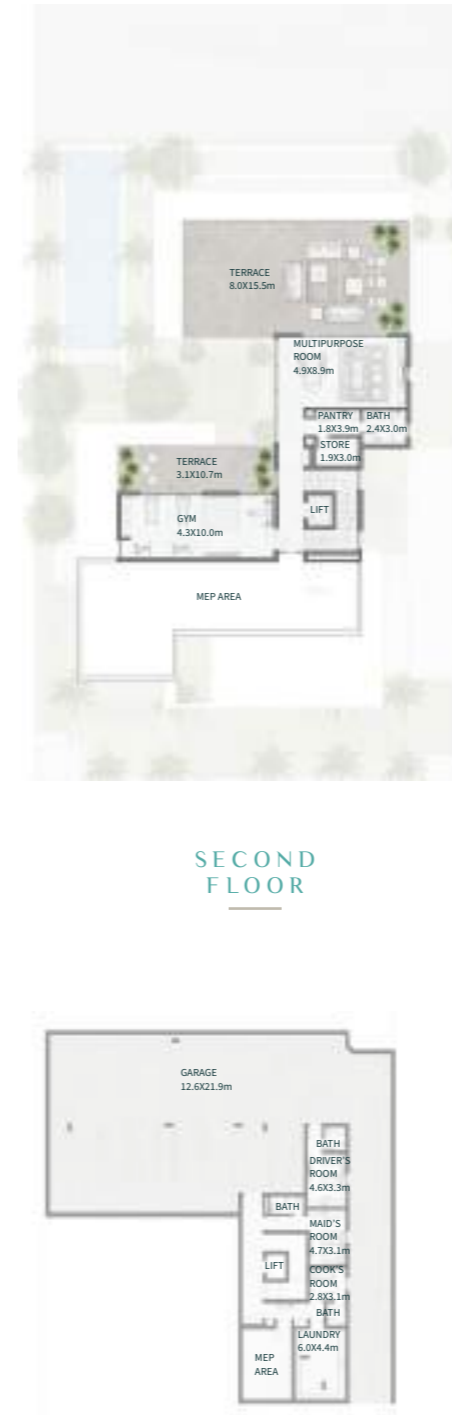 TERRACE
8.0X15.5m
MULTIPURPOSE
ROOM
4.9X8.9m
PANTRY
1.8X3.9m
BATH
2.4X3.0m
STORE
1.9X3.0m
TERRACE
3.1X10.7m
LIFT
GYM
4.3X10.0m
MEP AREA
SECOND
FLOOR
GARAGE
12.6X21.9m
BATH
DRIVER'S
ROOM
4.6X3.3m
BATH
MAID'S
ROOM
4.7X3.1m
LIFT
COOK'S
ROOM
2.8X3.1m
BATH
LAUNDRY
6.0X4.4m
MEP
AREA